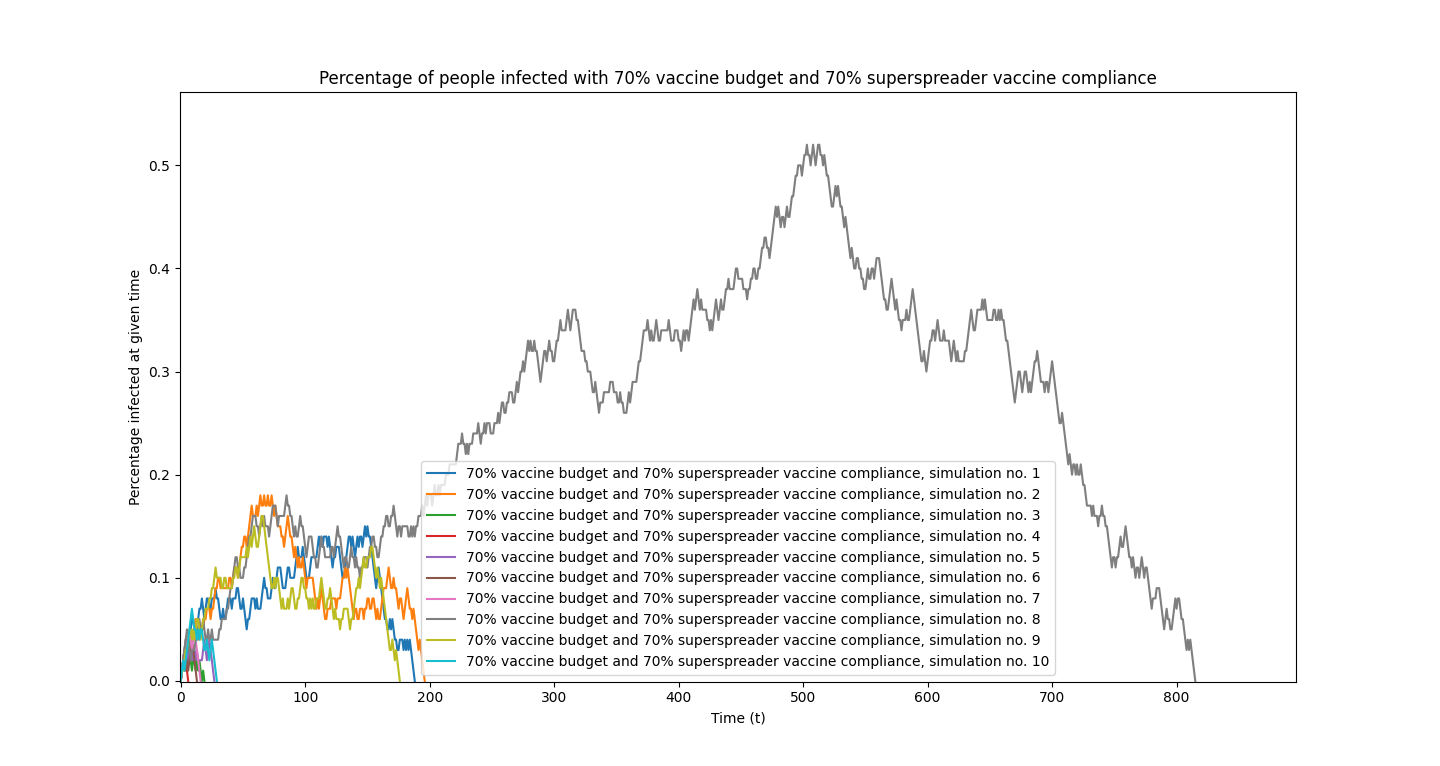 Percentage of people infected with 70% vaccine budget and 70% superspreader vaccine compliance
Percentage infected at given time
0.5
0.4
0.3
0.2
0.1
0.0
70% vaccine budget and 70% superspreader vaccine compliance, simulation no. 1
70% vaccine budget and 70% superspreader vaccine compliance, simulation no. 2
70% vaccine budget and 70% superspreader vaccine compliance, simulation no. 3
70% vaccine budget and 70% superspreader vaccine compliance, simulation no. 4
70% vaccine budget and 70% superspreader vaccine compliance, simulation no. 5
70% vaccine budget and 70% superspreader vaccine compliance, simulation no. 6
70% vaccine budget and 70% superspreader vaccine compliance, simulation no. 7
70% vaccine budget and 70% superspreader vaccine compliance, simulation no. 8
70% vaccine budget and 70% superspreader vaccine compliance, simulation no. 9
70% vaccine budget and 70% superspreader vaccine compliance, simulation no. 10
0 100 200 300 400 500 600 700 800
Time (t)